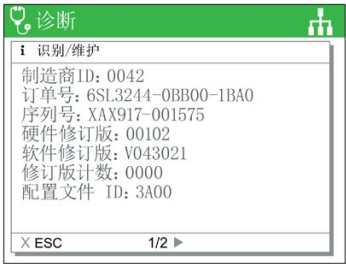 诊断
i 识别/维护
制造商ID: 0042
订单号: 6SL3244-0BB00-1BA0
序列号: XAX917-001575
硬件修订版: 00102
软件修订版: V043021
修订版计数: 0000
配置文件 ID: 3A00
X ESC 1/2 ▶